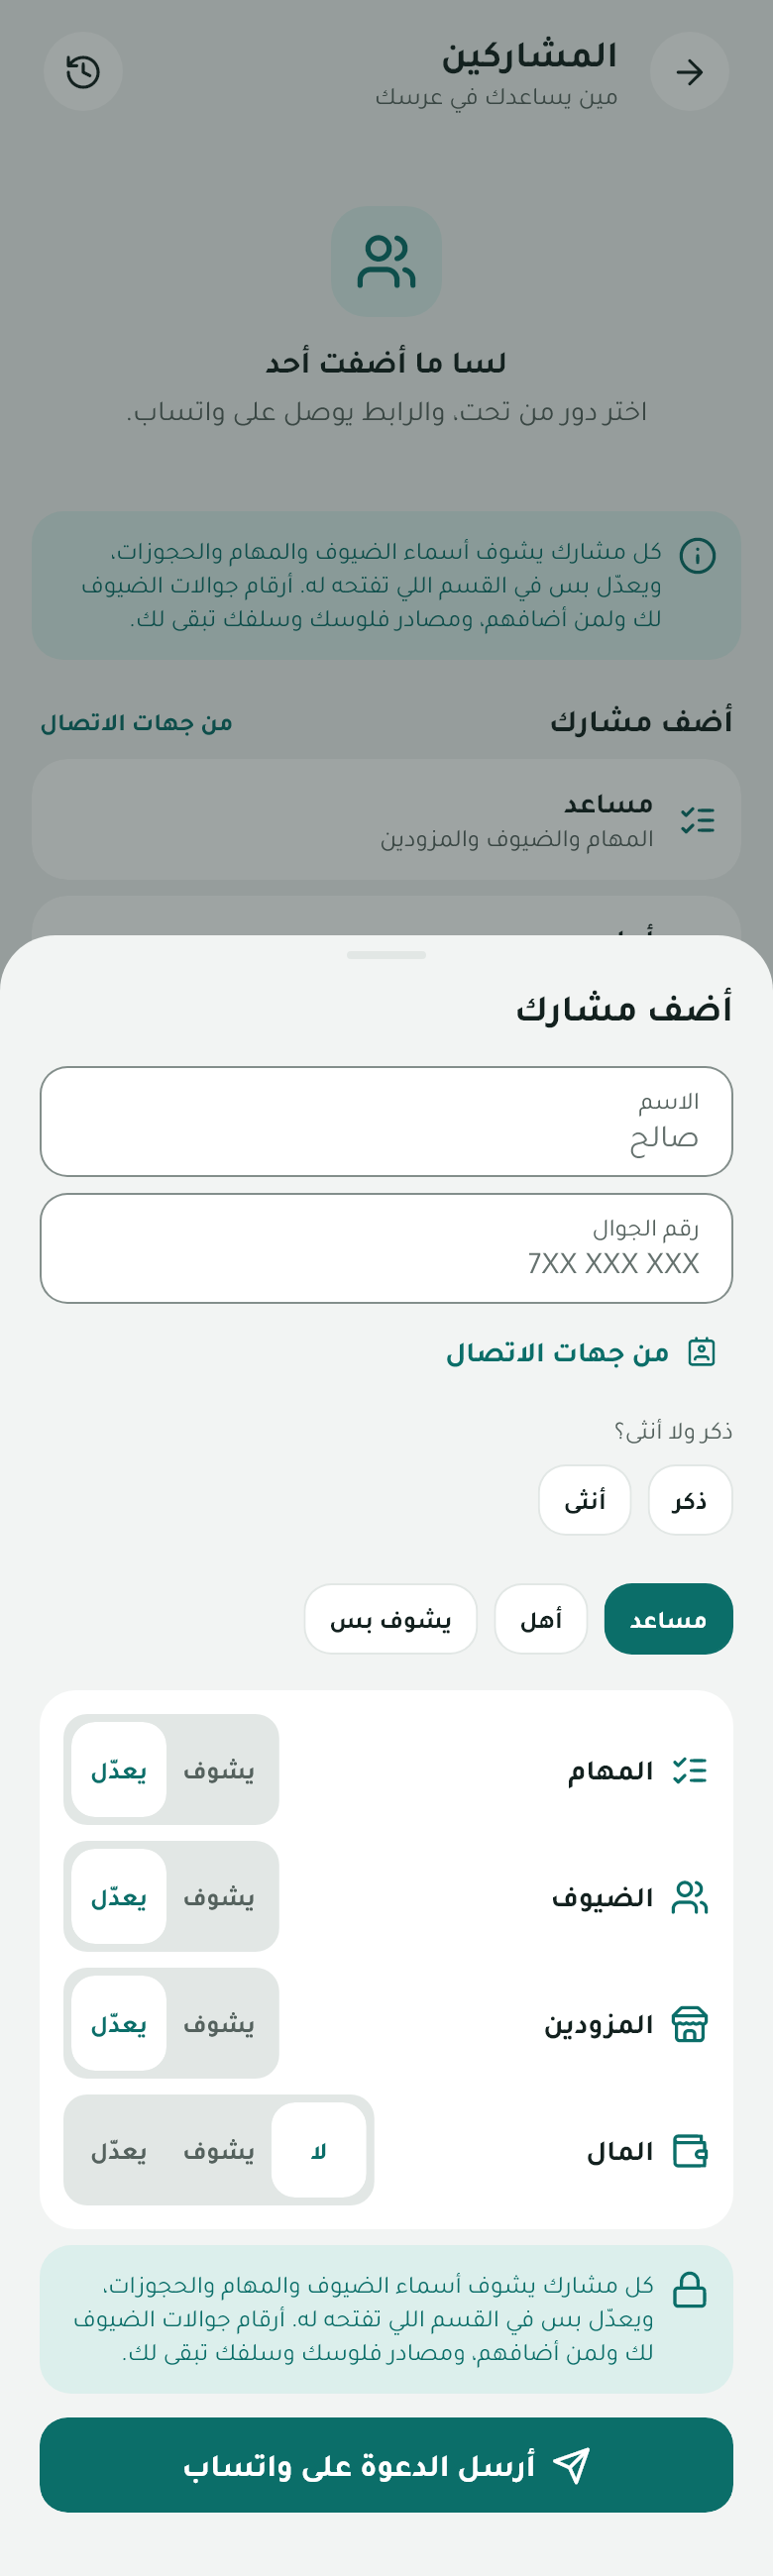 المشاركين
مين يساعدك في عرسك
لسا ما أضفت أحد
اختر دور من تحت، والرابط يوصل على واتساب.
كل مشارك يشوف أسماء الضيوف والمهام والحجوزات،
ويعدّل بس في القسم اللي تفتحه له. أرقام جوالات الضيوف
لك ولمن أضافهم، ومصادر فلوسك وسلفك تبقى لك.
أضف مشارك
من جهات الاتصال
مساعد
المهام والضيوف والمزودين
أضف مشارك
الاسم
صالح
رقم الجوال
7XX XXX XXX
من جهات الاتصال
ذكر ولا أنثى؟
ذكر
أنثى
مساعد
أهل
يشوف بس
المهام
يشوف
يعدّل
الضيوف
يشوف
يعدّل
المزودين
يشوف
يعدّل
المال
لا
يشوف
يعدّل
كل مشارك يشوف أسماء الضيوف والمهام والحجوزات،
ويعدّل بس في القسم اللي تفتحه له. أرقام جوالات الضيوف
لك ولمن أضافهم، ومصادر فلوسك وسلفك تبقى لك.
أرسل الدعوة على واتساب